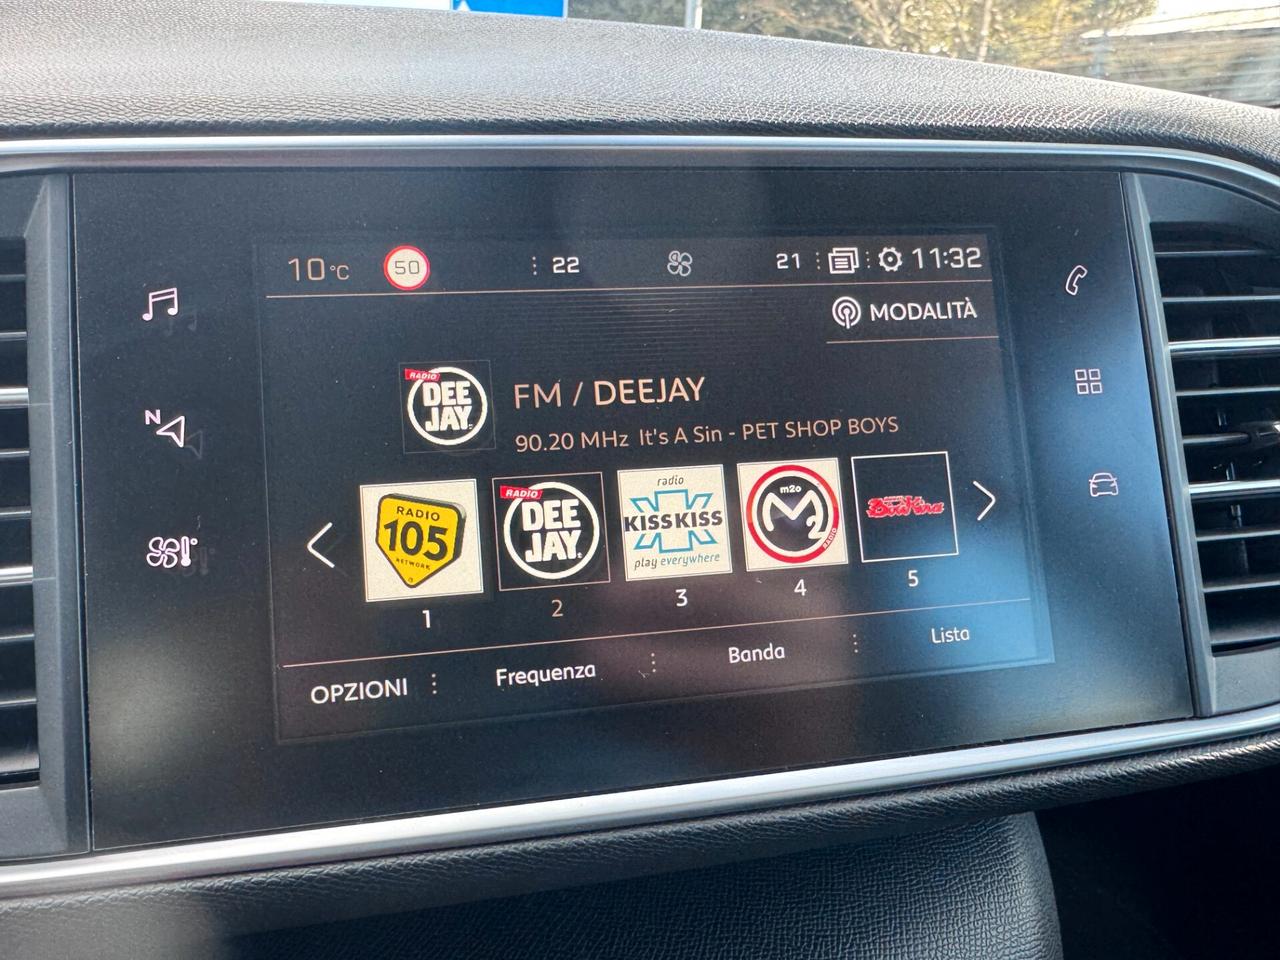 10°C 50 22 21 11:32
MODALITÀ
N
RADIO
DEE
JAY
FM / DEEJAY
90.20 MHz It's A Sin - PET SHOP BOYS
RADIO
105
NETWORK
RADIO
DEE
JAY
radio
KISSKISS
play everywhere
m2o
RADIO
1 2 3 4 5
OPZIONI Frequenza Banda Lista